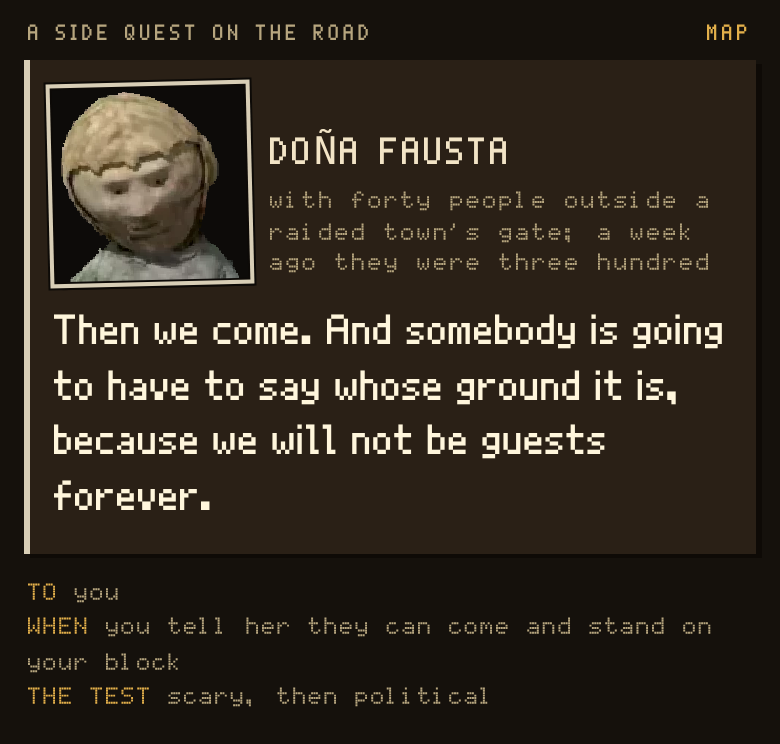 A SIDE QUEST ON THE ROAD
MAP
DOÑA FAUSTA
with forty people outside a
raided town's gate; a week
ago they were three hundred
Then we come. And somebody is going
to have to say whose ground it is,
because we will not be guests
forever.
TO you
WHEN you tell her they can come and stand on
your block
THE TEST scary, then political